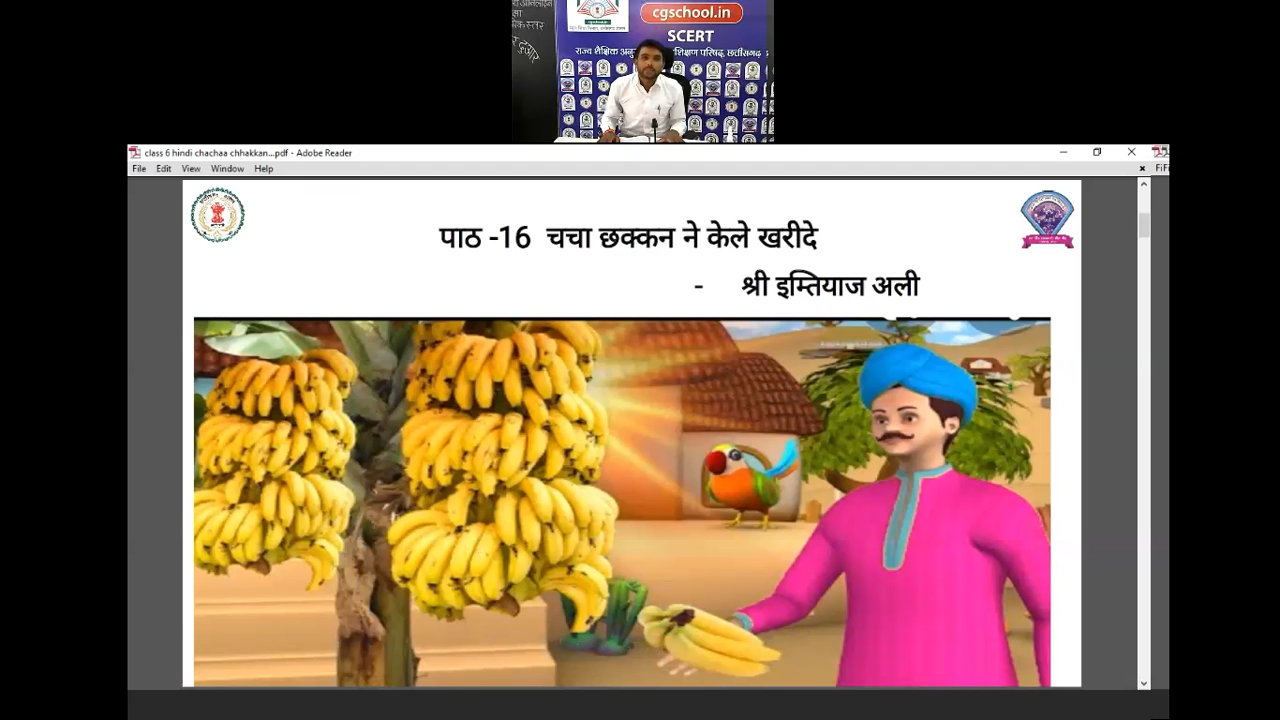 cgschool.in
SCERT
class 6 hindi chachaa chhakkan...pdf - Adobe Reader
File Edit View Window Help
पाठ -16 चचा छक्कन ने केले खरीदे
- श्री इम्तियाज अली